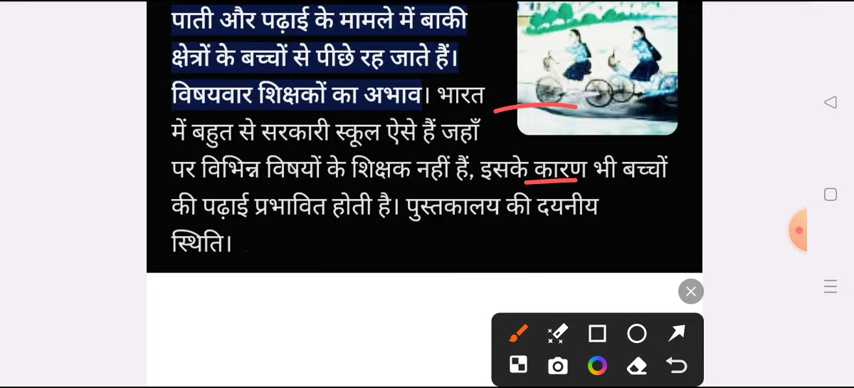 पाती और पढ़ाई के मामले में बाकी
क्षेत्रों के बच्चों से पीछे रह जाते हैं।
विषयवार शिक्षकों का अभाव। भारत
में बहुत से सरकारी स्कूल ऐसे हैं जहाँ
पर विभिन्न विषयों के शिक्षक नहीं हैं, इसके कारण भी बच्चों
की पढ़ाई प्रभावित होती है। पुस्तकालय की दयनीय
स्थिति।